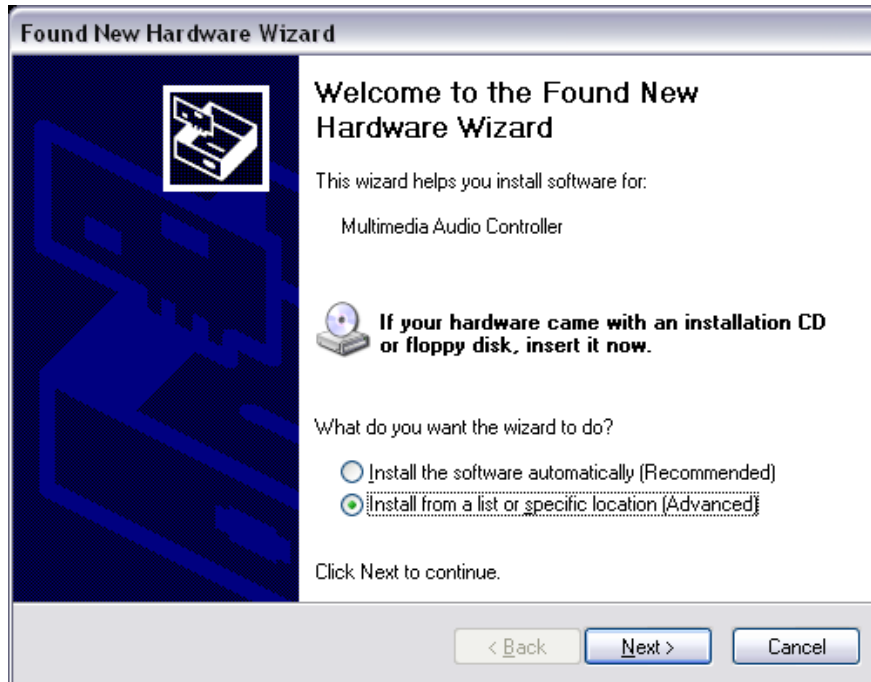 Found New Hardware Wizard
Welcome to the Found New
Hardware Wizard
This wizard helps you install software for:
Multimedia Audio Controller
If your hardware came with an installation CD
or floppy disk, insert it now.
What do you want the wizard to do?
Install the software automatically (Recommended)
Install from a list or specific location (Advanced)
Click Next to continue.
< Back Next > Cancel